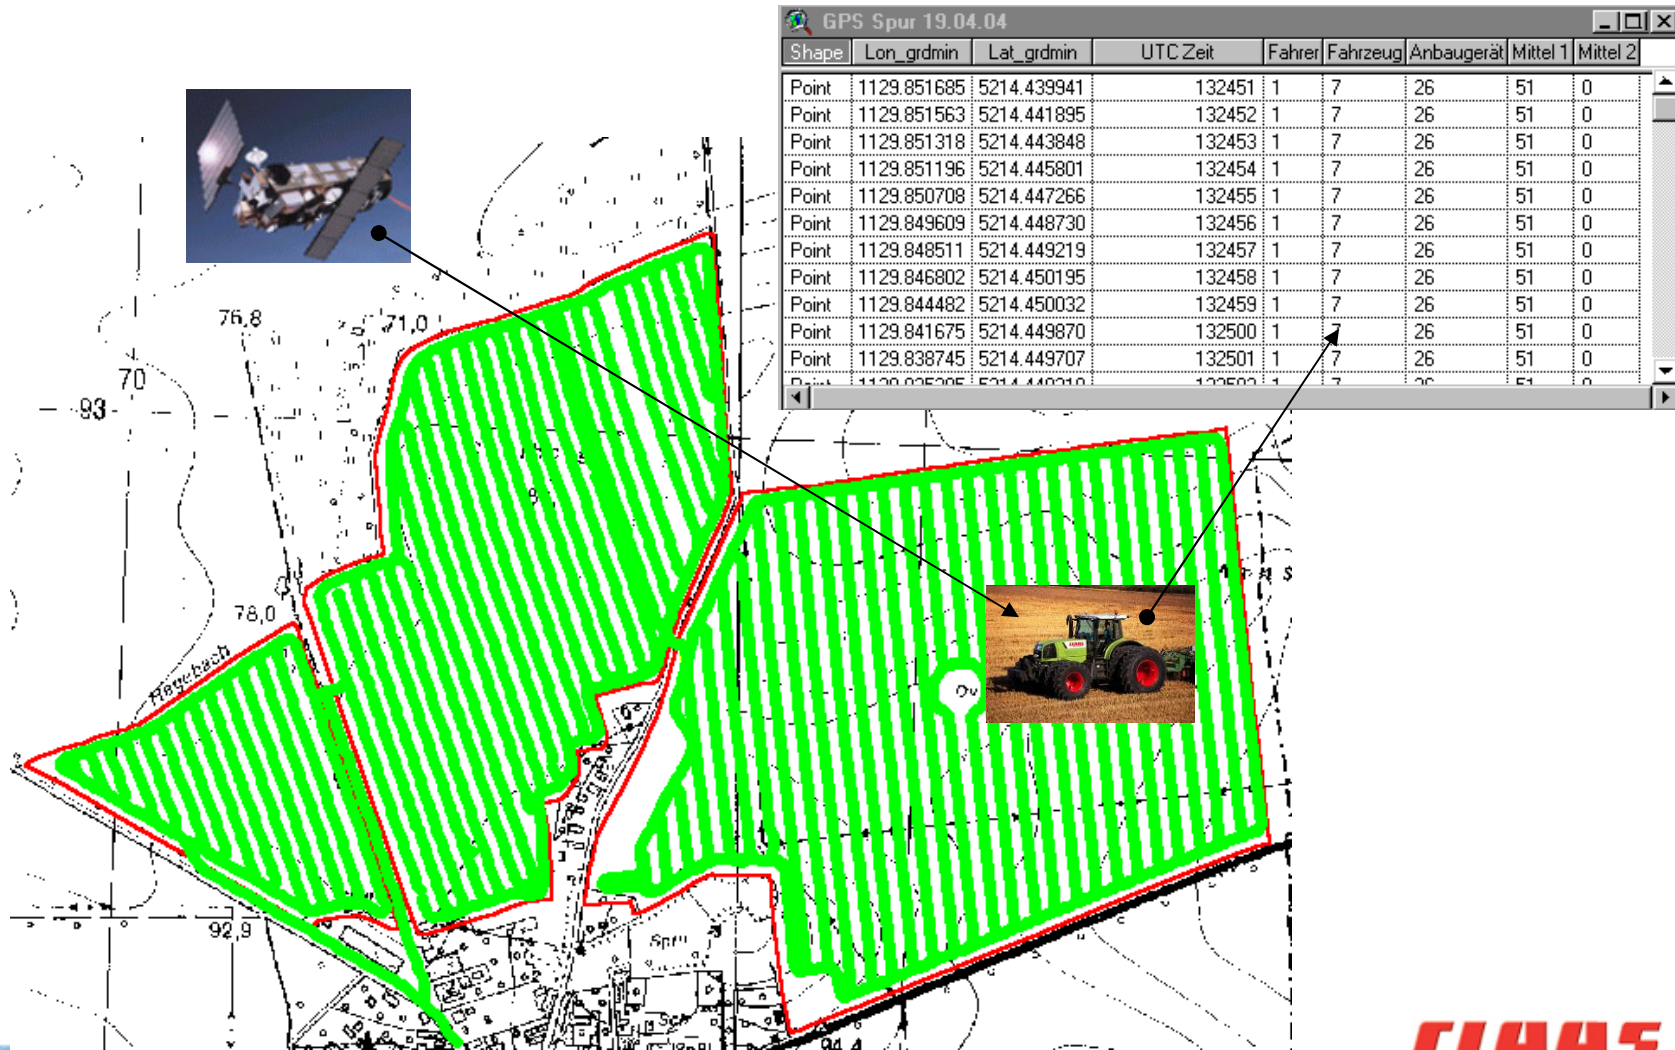 GPS Spur 19.04.04
Shape Lon_grdmin Lat_grdmin UTC Zeit Fahrer Fahrzeug Anbaugerät Mittel 1 Mittel 2
Point 1129.851685 5214.439941 132451 1 7 26 51 0
Point 1129.851563 5214.441895 132452 1 7 26 51 0
Point 1129.851318 5214.443848 132453 1 7 26 51 0
Point 1129.851196 5214.445801 132454 1 7 26 51 0
Point 1129.850708 5214.447266 132455 1 7 26 51 0
Point 1129.849609 5214.448730 132456 1 7 26 51 0
Point 1129.848511 5214.449219 132457 1 7 26 51 0
Point 1129.846802 5214.450195 132458 1 7 26 51 0
Point 1129.844482 5214.450032 132459 1 7 26 51 0
Point 1129.841675 5214.449870 132500 1 7 26 51 0
Point 1129.838745 5214.449707 132501 1 7 26 51 0
76,8
71,0
70
93
78,0
Ov
92,9
Spru
Sch
94,4
CLAAS